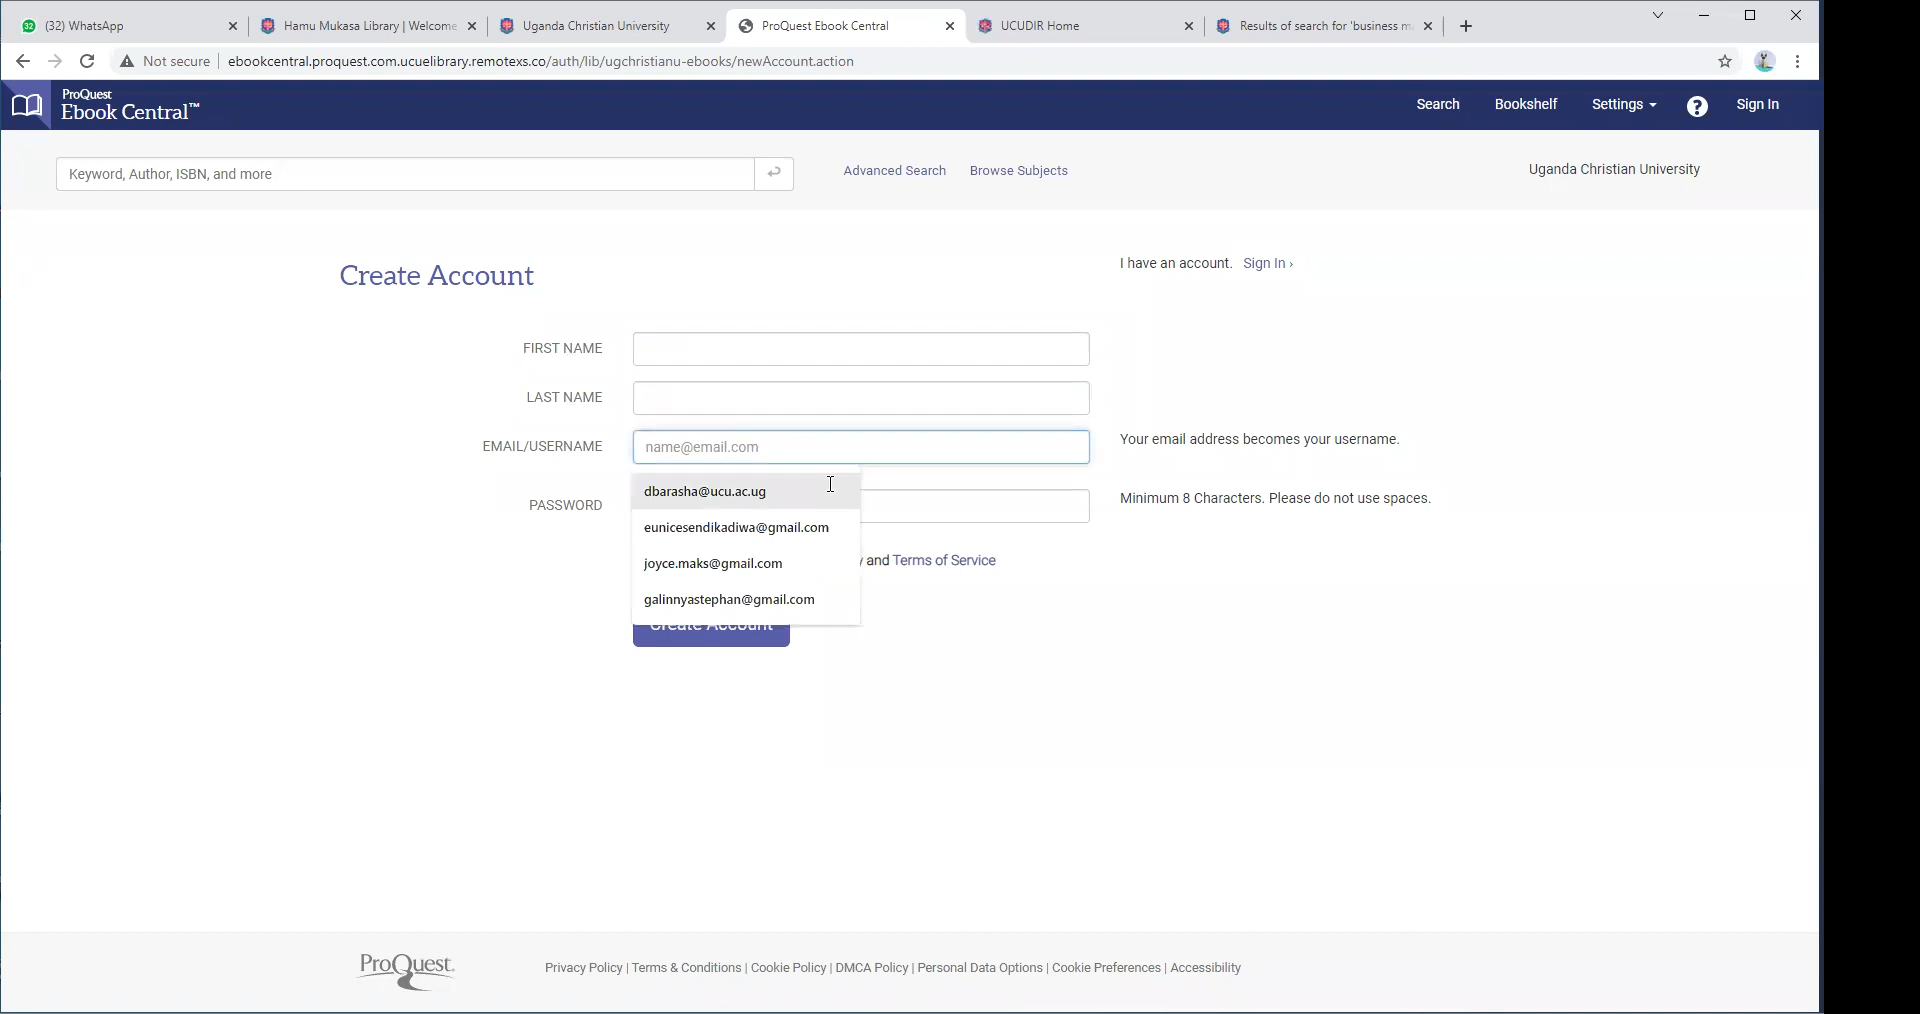 (32) WhatsApp
Hamu Mukasa Library | Welcome
Uganda Christian University
ProQuest Ebook Central
UCUDIR Home
Results of search for 'business m
Not secure
ebookcentral.proquest.com.ucuelibrary.remotexs.co/auth/lib/ugchristianu-ebooks/newAccount.action
ProQuest
Ebook Central™
Search
Bookshelf
Settings
?
Sign In
Keyword, Author, ISBN, and more
Advanced Search
Browse Subjects
Uganda Christian University
Create Account
I have an account. Sign In ›
FIRST NAME
LAST NAME
EMAIL/USERNAME
name@email.com
Your email address becomes your username.
dbarasha@ucu.ac.ug
PASSWORD
Minimum 8 Characters. Please do not use spaces.
eunicesendikadiwa@gmail.com
joyce.maks@gmail.com
and Terms of Service
galinnyastephan@gmail.com
Create Account
ProQuest
Privacy Policy | Terms & Conditions | Cookie Policy | DMCA Policy | Personal Data Options | Cookie Preferences | Accessibility